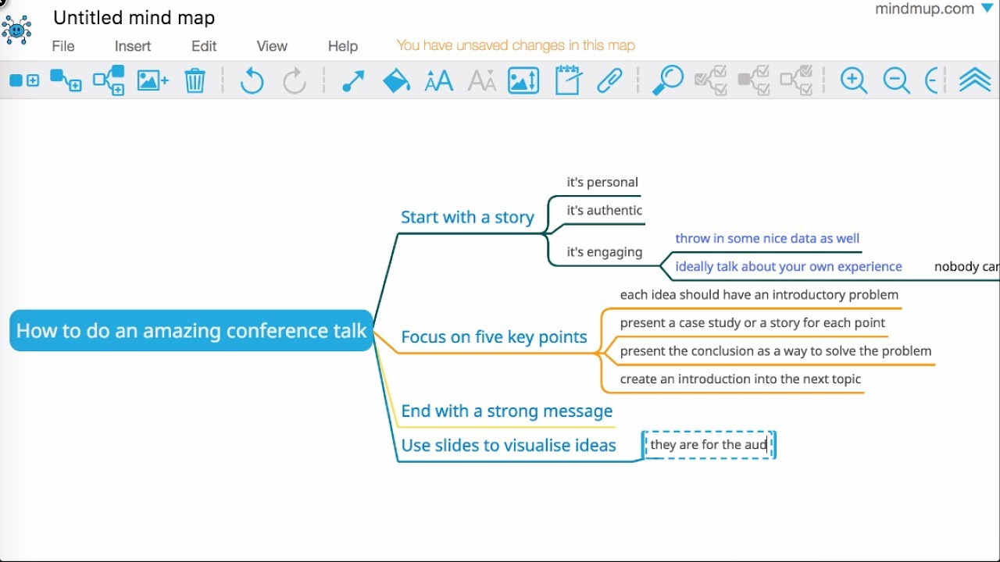 Untitled mind map
mindmup.com
File Insert Edit View Help You have unsaved changes in this map
it's personal
Start with a story
it's authentic
it's engaging
throw in some nice data as well
ideally talk about your own experience
nobody can
How to do an amazing conference talk
Focus on five key points
each idea should have an introductory problem
present a case study or a story for each point
present the conclusion as a way to solve the problem
create an introduction into the next topic
End with a strong message
Use slides to visualise ideas
they are for the aud